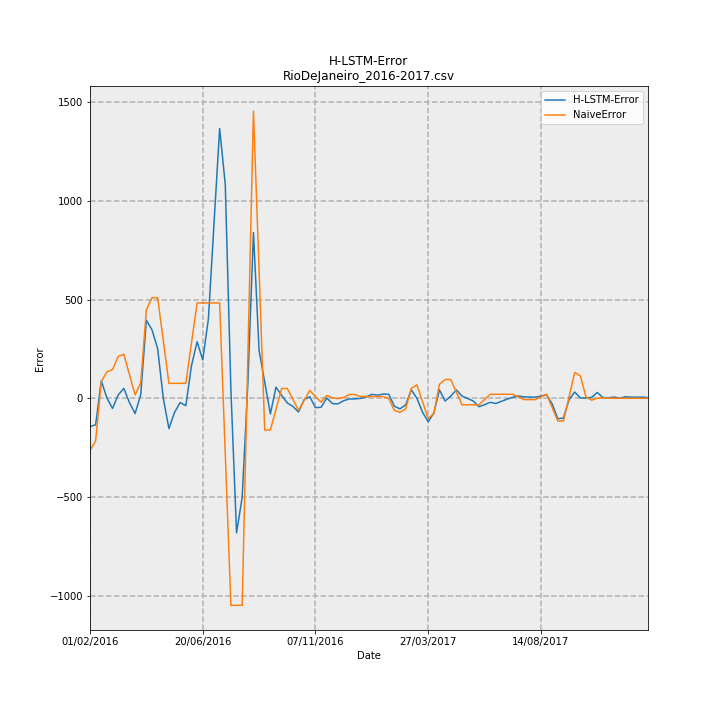 H-LSTM-Error
RioDeJaneiro_2016-2017.csv
H-LSTM-Error
NaiveError
1500
1000
500
0
−500
−1000
Error
01/02/2016 20/06/2016 07/11/2016 27/03/2017 14/08/2017
Date